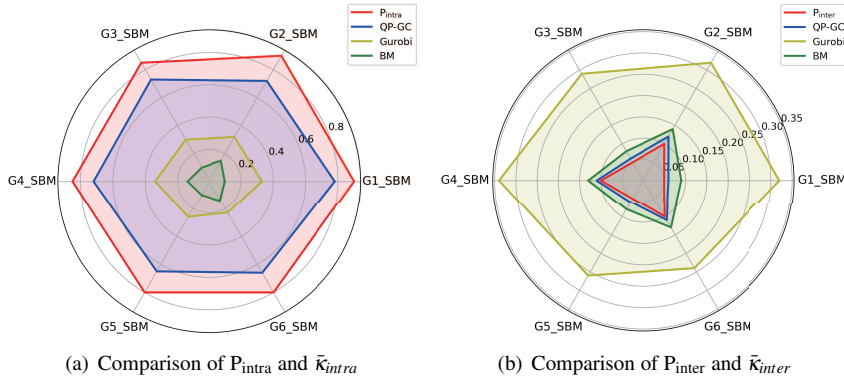 G3_SBM
G2_SBM
P_intra
QP-GC
Gurobi
BM
G4_SBM
G1_SBM
0.2
0.4
0.6
0.8
G5_SBM
G6_SBM
(a) Comparison of P_intra and κ̄_intra
G3_SBM
G2_SBM
P_inter
QP-GC
Gurobi
BM
G4_SBM
G1_SBM
0.05
0.10
0.15
0.20
0.25
0.30
0.35
G5_SBM
G6_SBM
(b) Comparison of P_inter and κ̄_inter